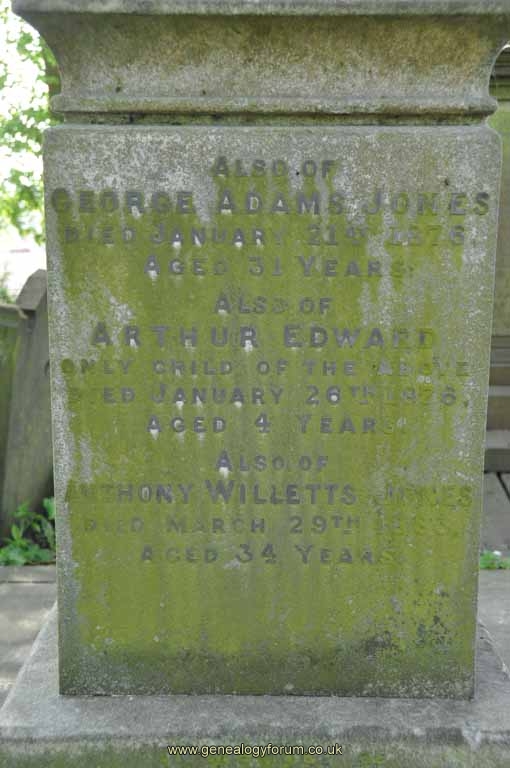 ALSO OF
GEORGE ADAMS JONES
DIED JANUARY 21ST 1876,
AGED 31 YEARS
ALSO OF
ARTHUR EDWARD
ONLY CHILD OF THE ABOVE
DIED JANUARY 26TH 1876,
AGED 4 YEARS
ALSO OF
ANTHONY WILLETTS JONES
DIED MARCH 29TH
AGED 34 YEARS
www.genealogyforum.co.uk